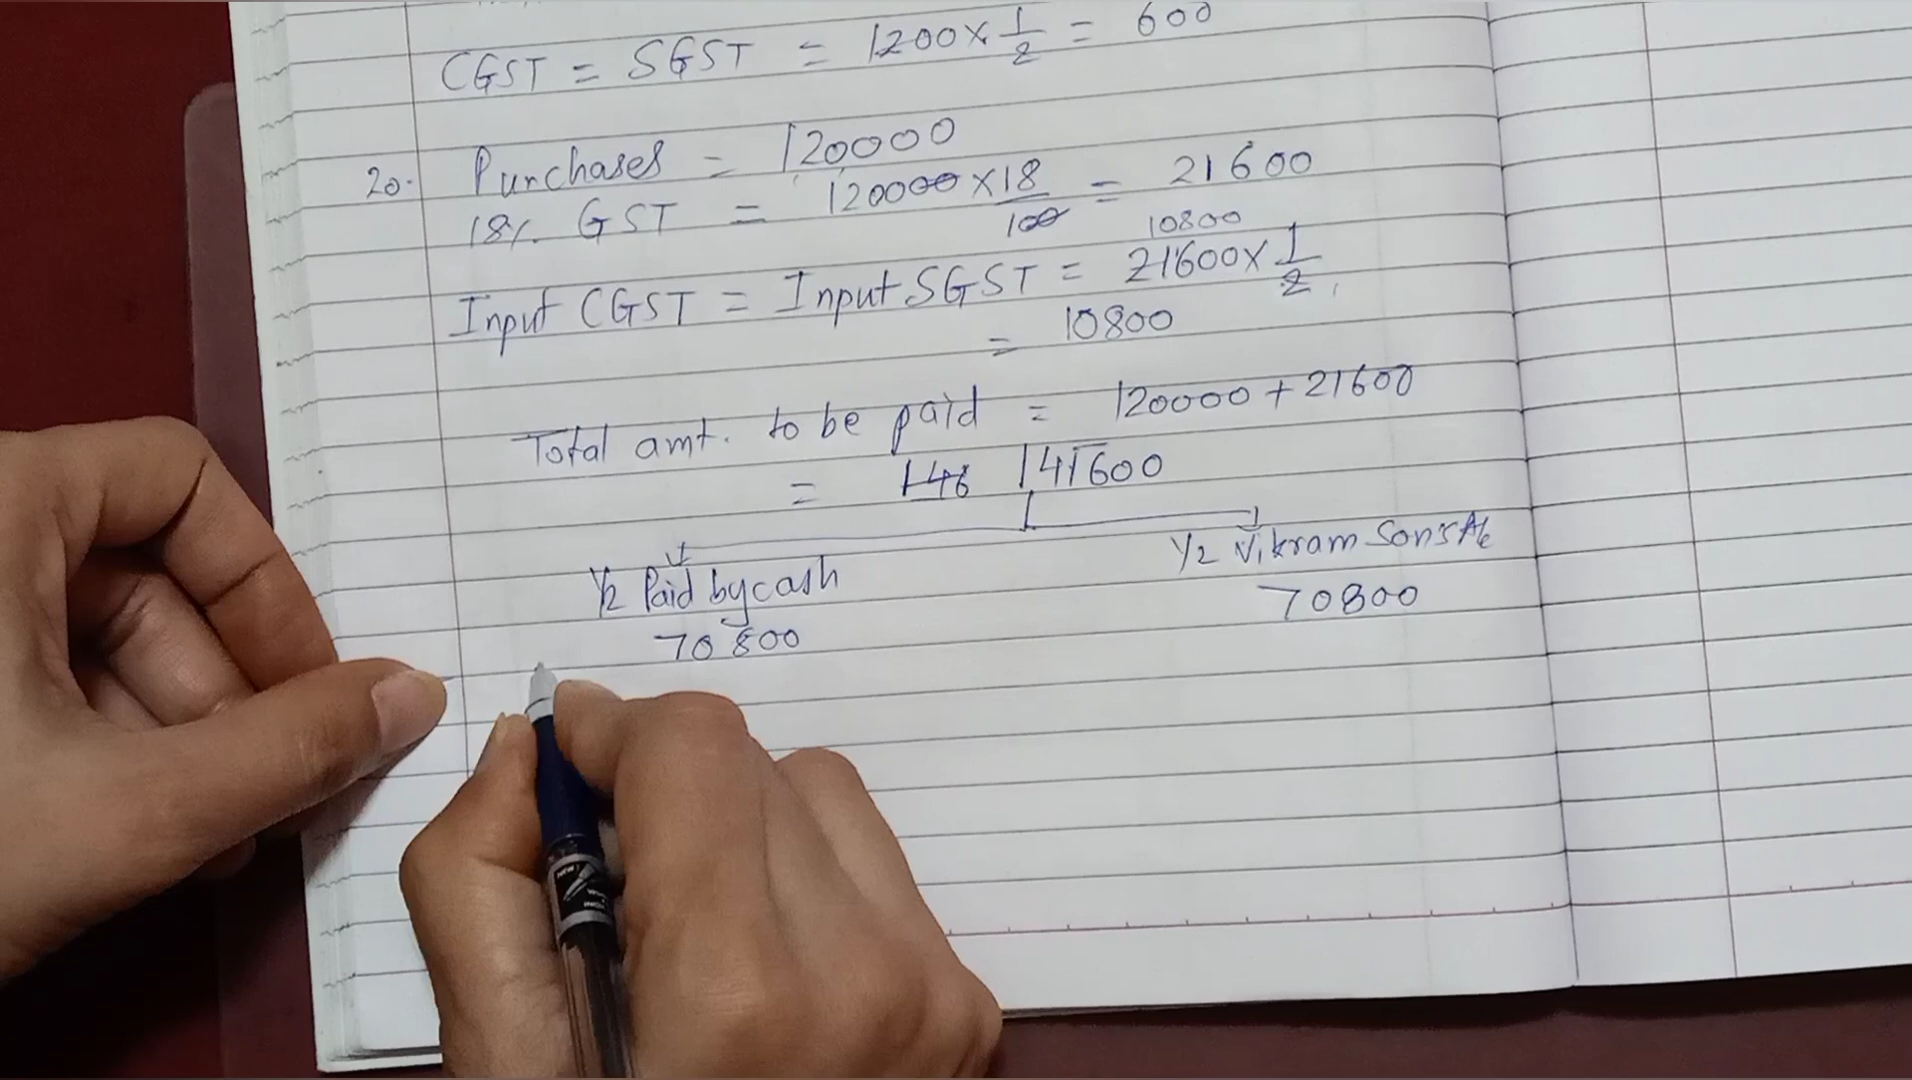 CGST = SGST = 1200 × 1/2 = 600
20. Purchases = 120000
18%. GST = 120000 × 18/100 = 21600
10800
Input CGST = Input SGST = 21600 × 1/2
= 10800
Total amt. to be paid = 120000 + 21600
= 146 141600
1/2 Paid by cash 1/2 Vikram Sons A/c
70800 70800
NEW